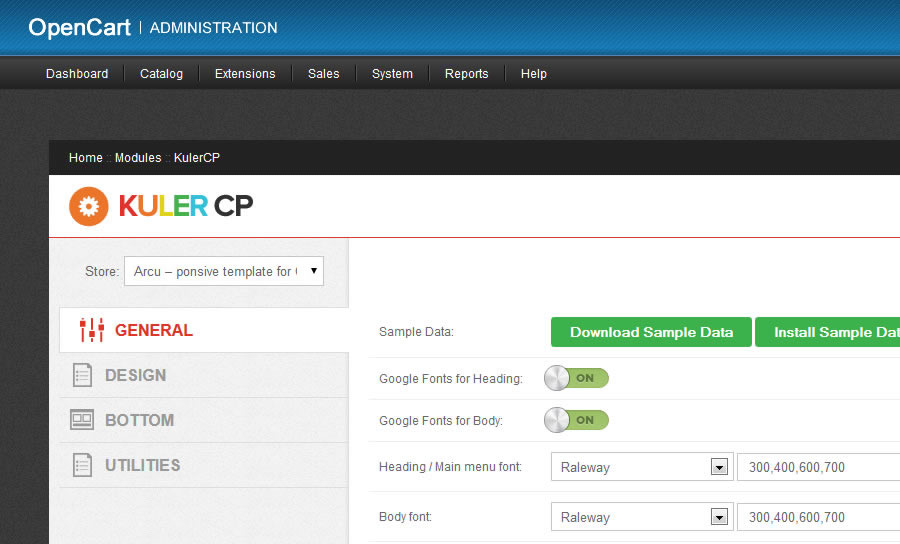 OpenCart | ADMINISTRATION
Dashboard Catalog Extensions Sales System Reports Help
Home :: Modules :: KulerCP
KULER CP
Store: Arcu – ponsive template for
GENERAL
DESIGN
BOTTOM
UTILITIES
Sample Data: Download Sample Data Install Sample Dat
Google Fonts for Heading: ON
Google Fonts for Body: ON
Heading / Main menu font: Raleway 300,400,600,700
Body font: Raleway 300,400,600,700